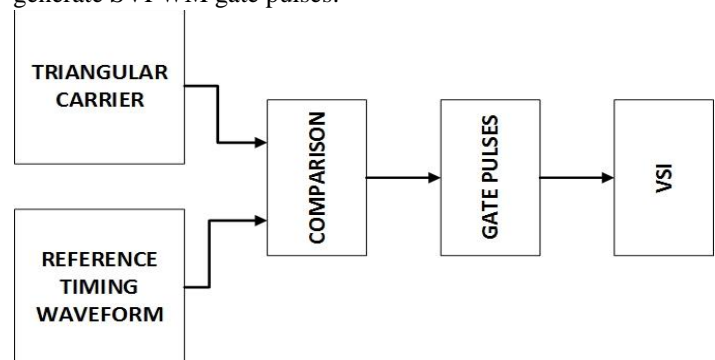 generate SVPWM gate pulses.
TRIANGULAR
CARRIER
COMPARISON
GATE PULSES
VSI
REFERENCE
TIMING
WAVEFORM